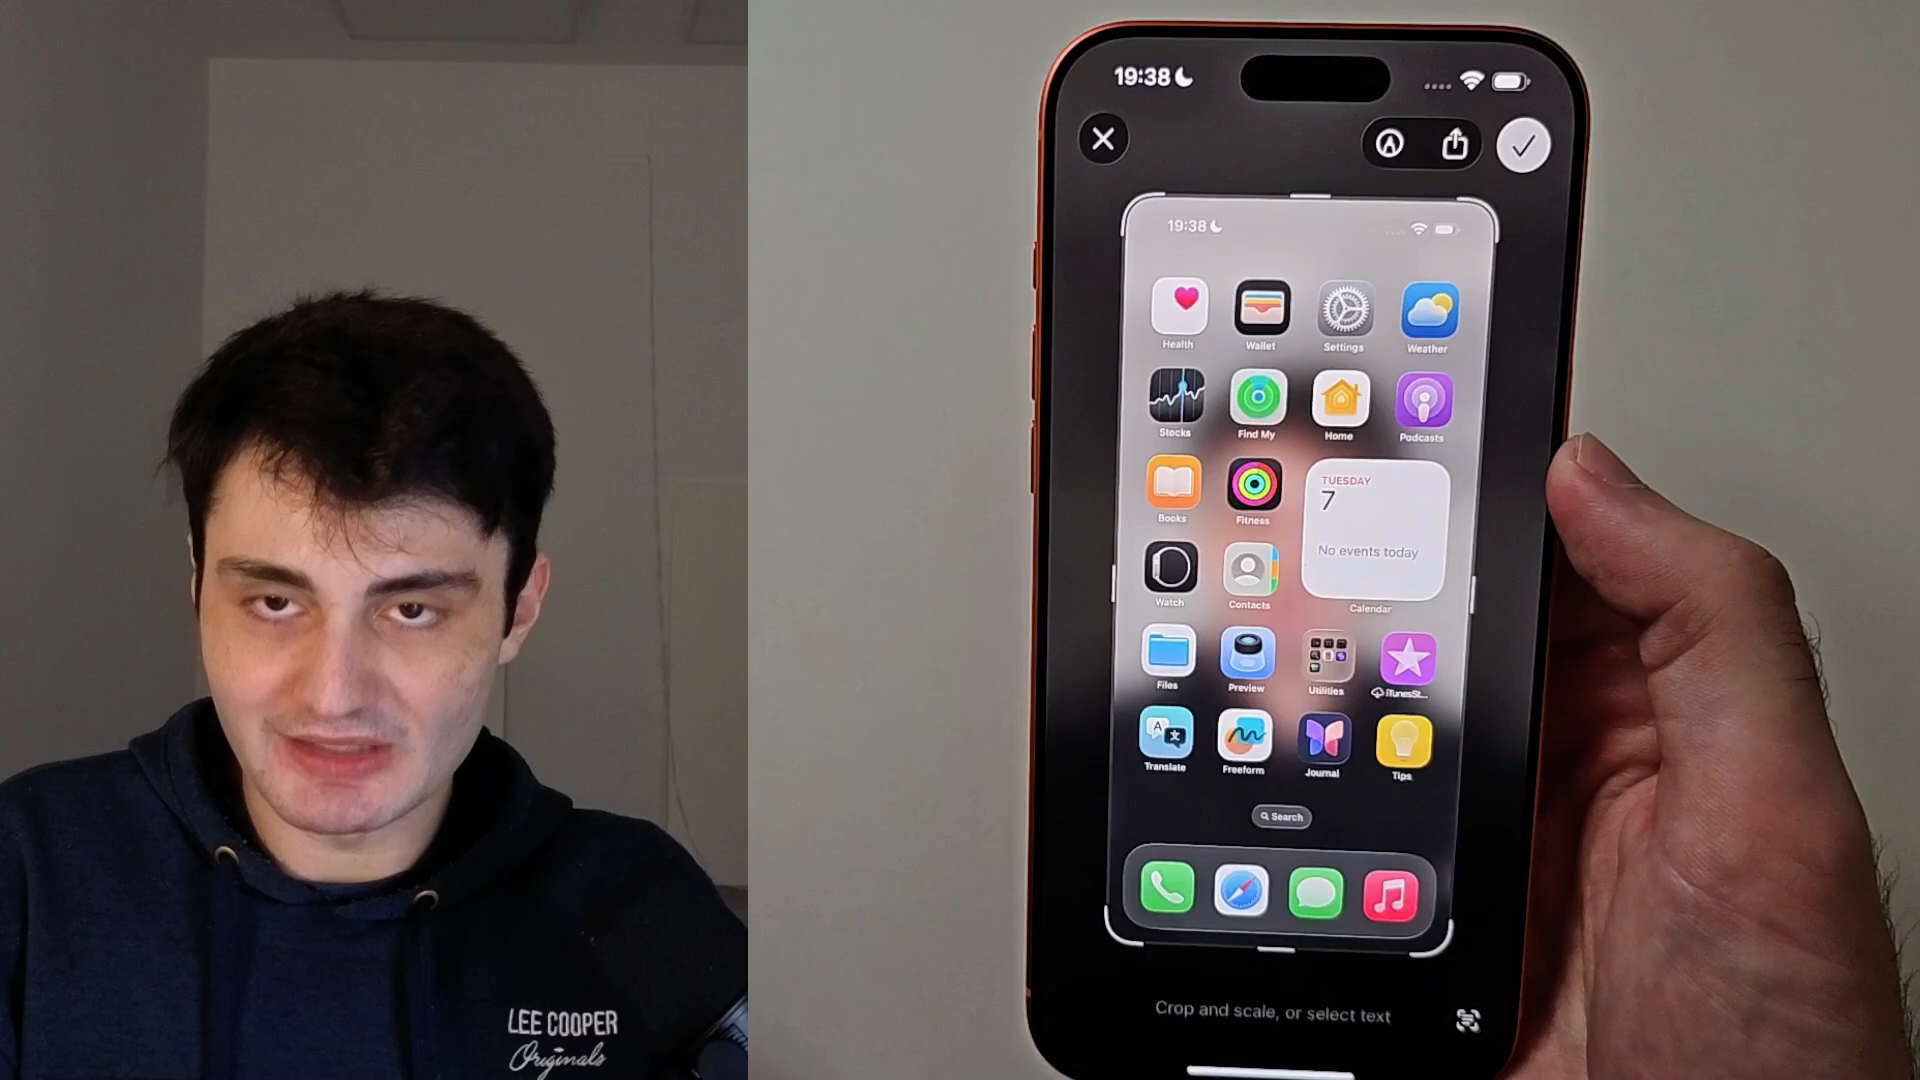 19:38
19:38
Health Wallet Settings Weather
Stocks Find My Home Podcasts
Books Fitness
TUESDAY
7
No events today
Watch Contacts Calendar
Files Preview Utilities iTunesSt...
A 文
Translate Freeform Journal Tips
Search
Crop and scale, or select text
LEE COOPER
Originals